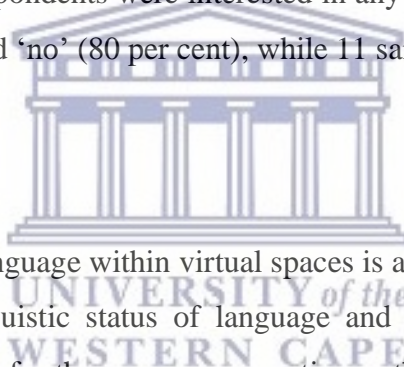 pondents were interested in any
d ‘no’ (80 per cent), while 11 sa
nguage within virtual spaces is a
UNIVERSITY of the
uistic status of language and
WESTERN CAPE